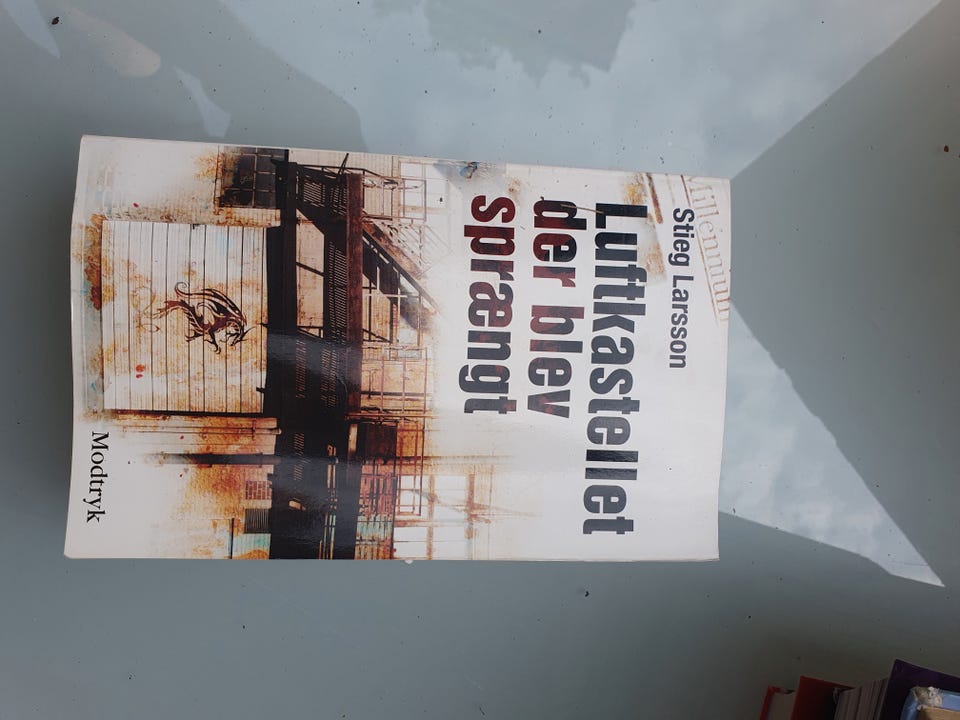 Millennium
Stieg Larsson
Luftkastellet
der blev
sprængt
Modtryk